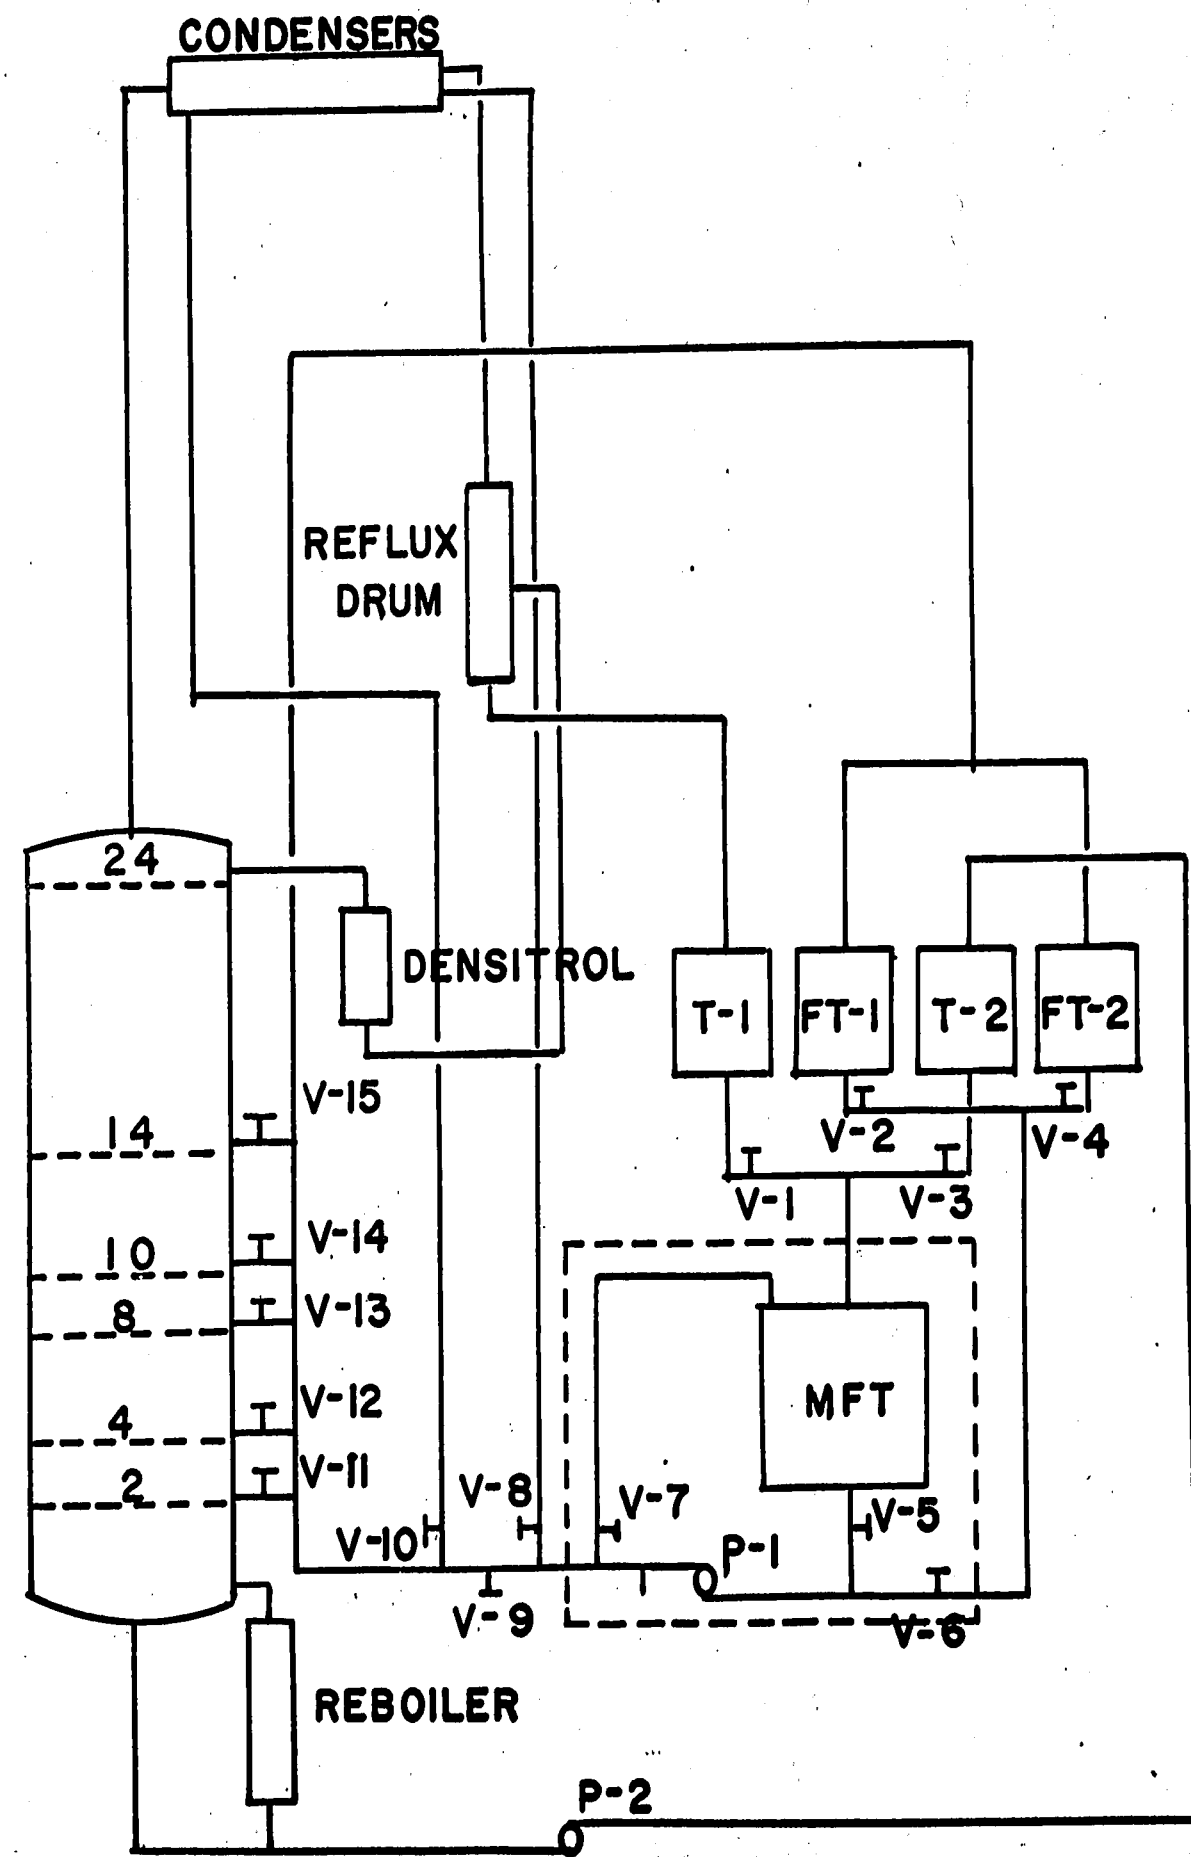 CONDENSERS
REFLUX
DRUM
24
DENSITROL
T-1
FT-1
T-2
FT-2
V-15
14
V-2
V-4
V-1
V-3
V-14
10
V-13
8
MFT
V-12
4
V-11
2
V-8
V-7
V-5
V-10
P-1
V-9
V-6
REBOILER
P-2